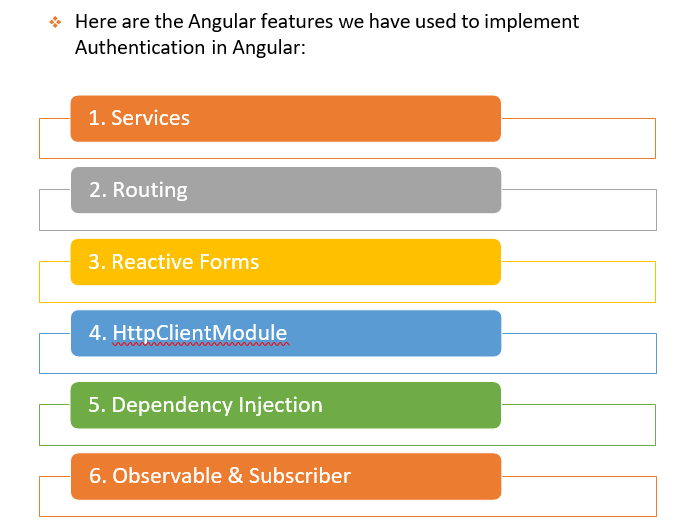 Here are the Angular features we have used to implement
Authentication in Angular:
1. Services
2. Routing
3. Reactive Forms
4. HttpClientModule
5. Dependency Injection
6. Observable & Subscriber